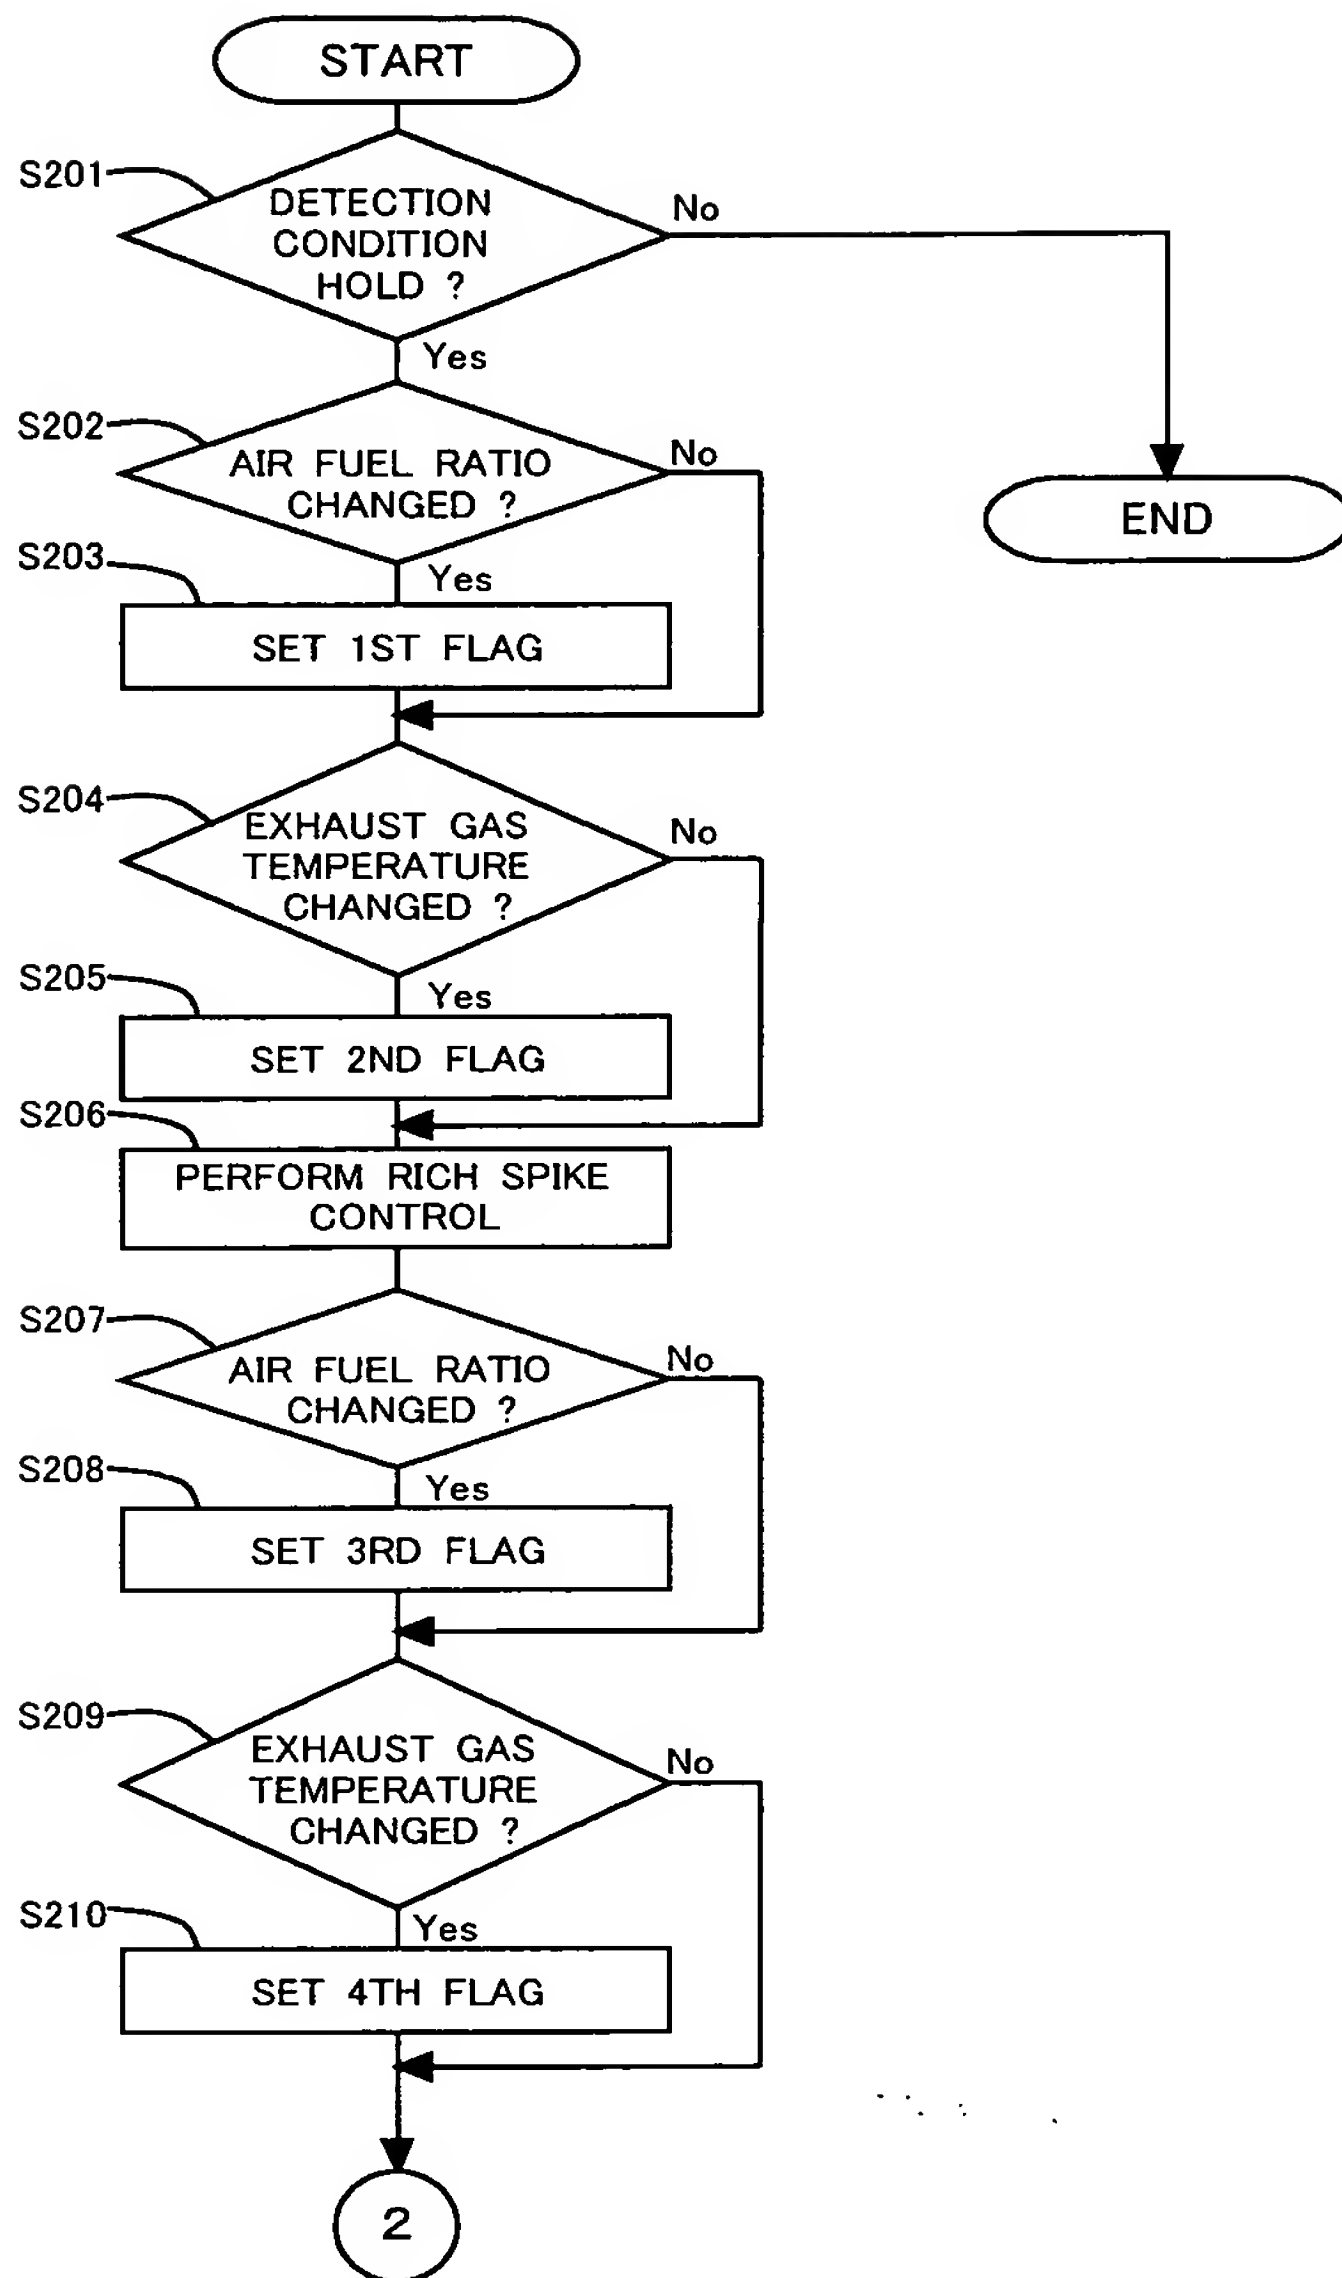 START
S201
DETECTION
CONDITION
HOLD ?
No
Yes
S202
AIR FUEL RATIO
CHANGED ?
No
END
S203
Yes
SET 1ST FLAG
S204
EXHAUST GAS
TEMPERATURE
CHANGED ?
No
S205
Yes
SET 2ND FLAG
S206
PERFORM RICH SPIKE
CONTROL
S207
AIR FUEL RATIO
CHANGED ?
No
S208
Yes
SET 3RD FLAG
S209
EXHAUST GAS
TEMPERATURE
CHANGED ?
No
S210
Yes
SET 4TH FLAG
2